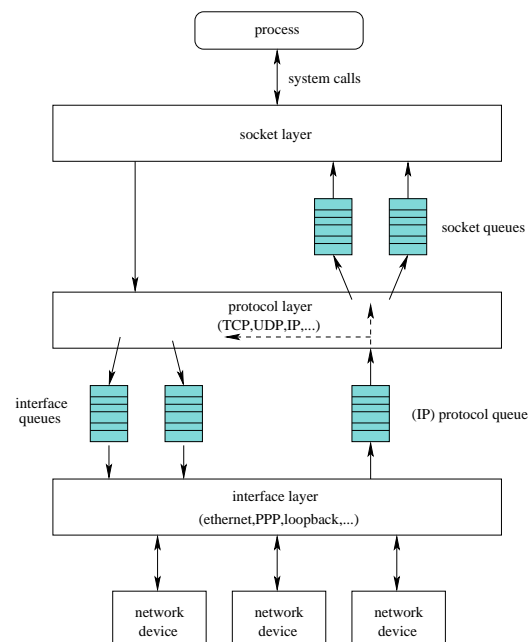 process
system calls
socket layer
socket queues
protocol layer
(TCP,UDP,IP,...)
interface
queues
(IP) protocol queue
interface layer
(ethernet,PPP,loopback,...)
network
device
network
device
network
device